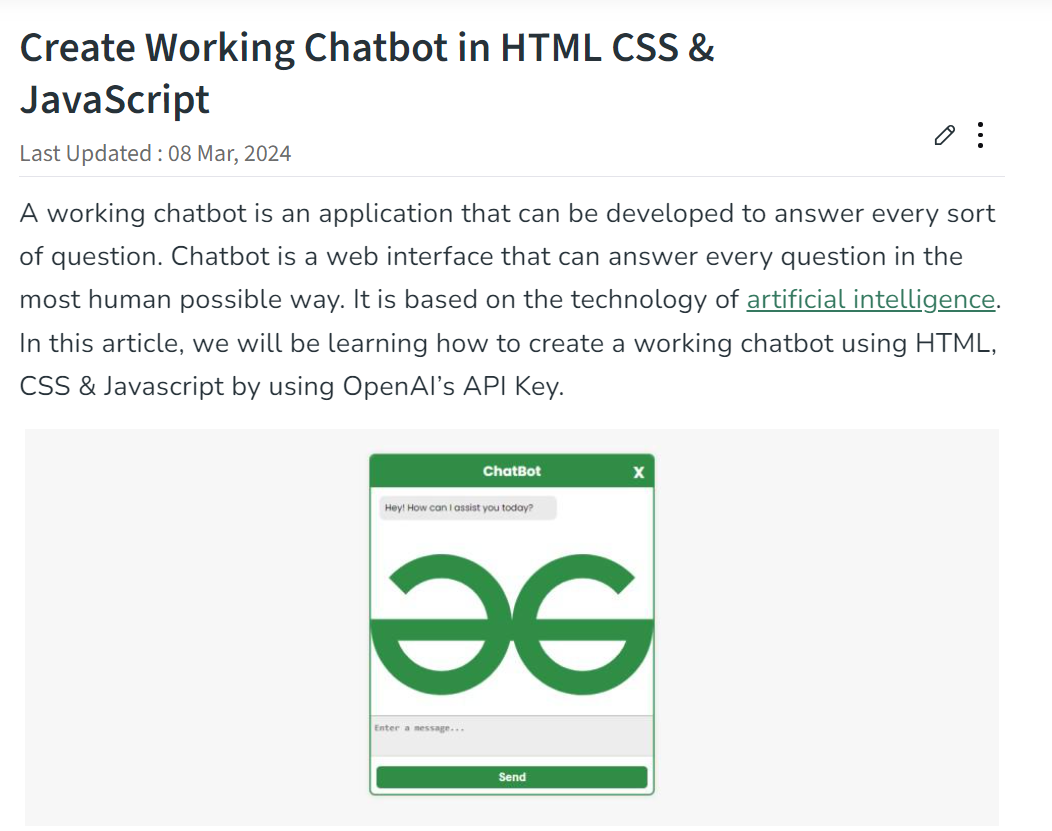 Create Working Chatbot in HTML CSS &
JavaScript
Last Updated : 08 Mar, 2024
A working chatbot is an application that can be developed to answer every sort
of question. Chatbot is a web interface that can answer every question in the
most human possible way. It is based on the technology of artificial intelligence.
In this article, we will be learning how to create a working chatbot using HTML,
CSS & Javascript by using OpenAI’s API Key.
ChatBot X
Hey! How can I assist you today?
Enter a message...
Send